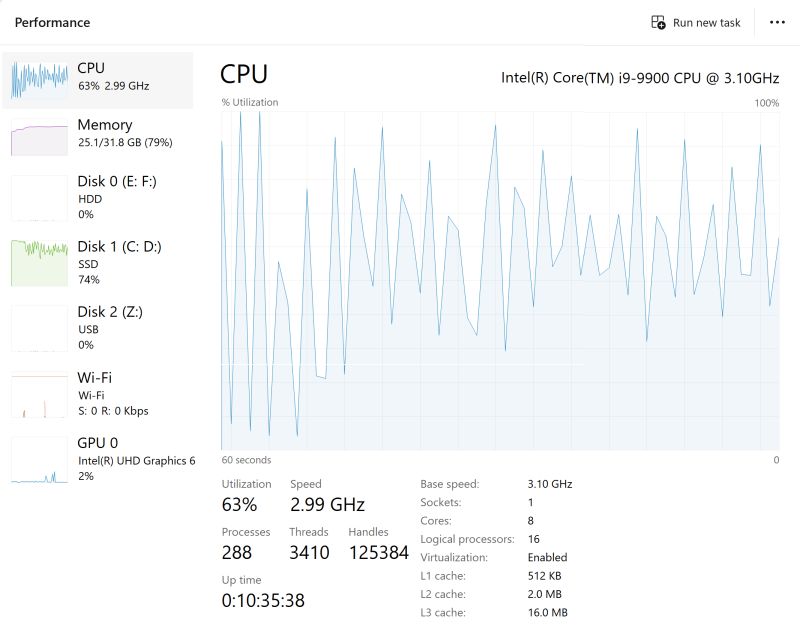 Performance
Run new task
CPU
63% 2.99 GHz
Memory
25.1/31.8 GB (79%)
Disk 0 (E: F:)
HDD
0%
Disk 1 (C: D:)
SSD
74%
Disk 2 (Z:)
USB
0%
Wi-Fi
Wi-Fi
S: 0 R: 0 Kbps
GPU 0
Intel(R) UHD Graphics 6
2%
CPU
Intel(R) Core(TM) i9-9900 CPU @ 3.10GHz
% Utilization
100%
60 seconds
0
Utilization
Speed
63%
2.99 GHz
Processes
Threads
Handles
288
3410
125384
Up time
0:10:35:38
Base speed:
3.10 GHz
Sockets:
1
Cores:
8
Logical processors:
16
Virtualization:
Enabled
L1 cache:
512 KB
L2 cache:
2.0 MB
L3 cache:
16.0 MB